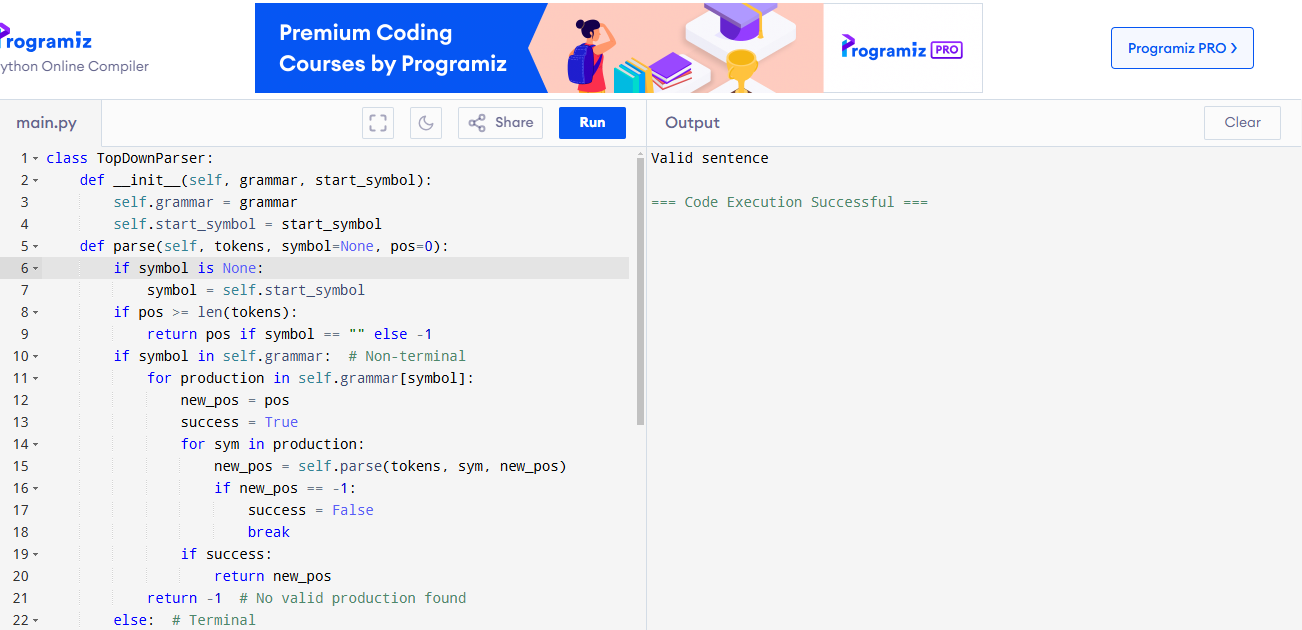 Premium Coding
Courses by Programiz
Programiz PRO
rogramiz
ython Online Compiler
Programiz PRO
main.py
Share
Run
Output
Clear
1 class TopDownParser:
2     def __init__(self, grammar, start_symbol):
3         self.grammar = grammar
4         self.start_symbol = start_symbol
5     def parse(self, tokens, symbol=None, pos=0):
6         if symbol is None:
7             symbol = self.start_symbol
8         if pos >= len(tokens):
9             return pos if symbol == "" else -1
10         if symbol in self.grammar:  # Non-terminal
11             for production in self.grammar[symbol]:
12                 new_pos = pos
13                 success = True
14                 for sym in production:
15                     new_pos = self.parse(tokens, sym, new_pos)
16                     if new_pos == -1:
17                         success = False
18                         break
19                 if success:
20                     return new_pos
21             return -1  # No valid production found
22         else:  # Terminal
Valid sentence
=== Code Execution Successful ===